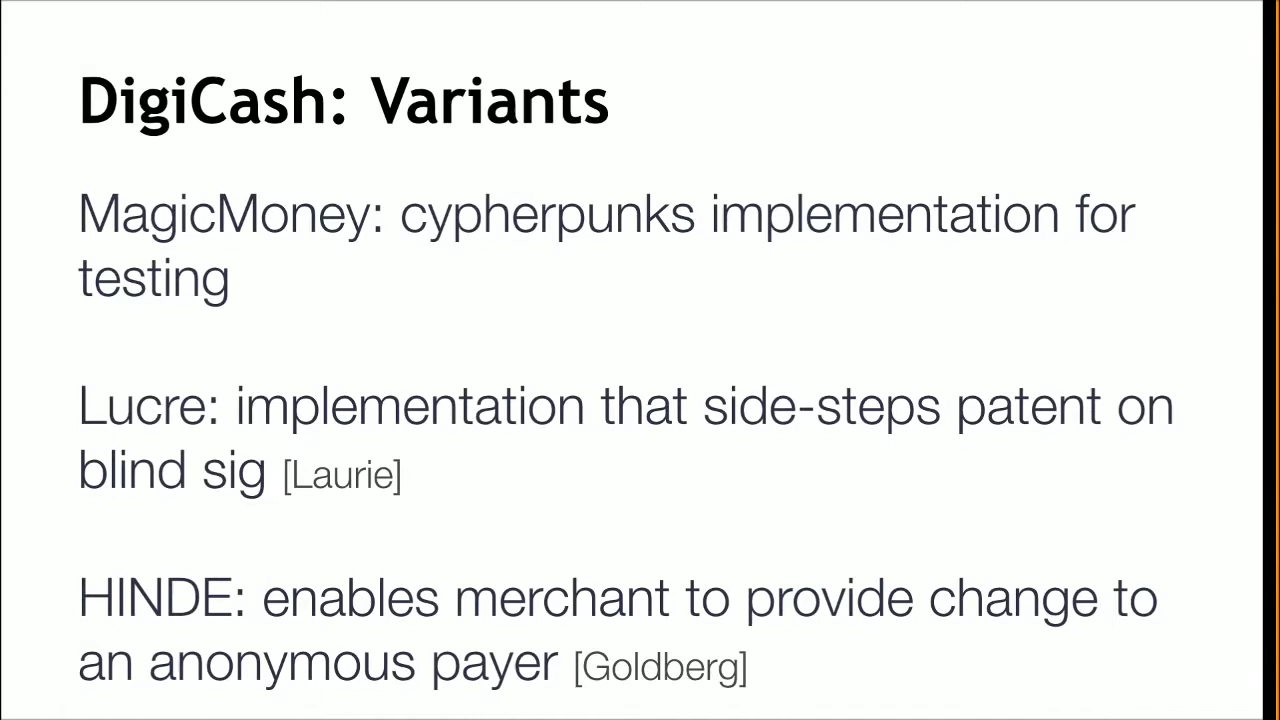 DigiCash: Variants
MagicMoney: cypherpunks implementation for
testing
Lucre: implementation that side-steps patent on
blind sig [Laurie]
HINDE: enables merchant to provide change to
an anonymous payer [Goldberg]